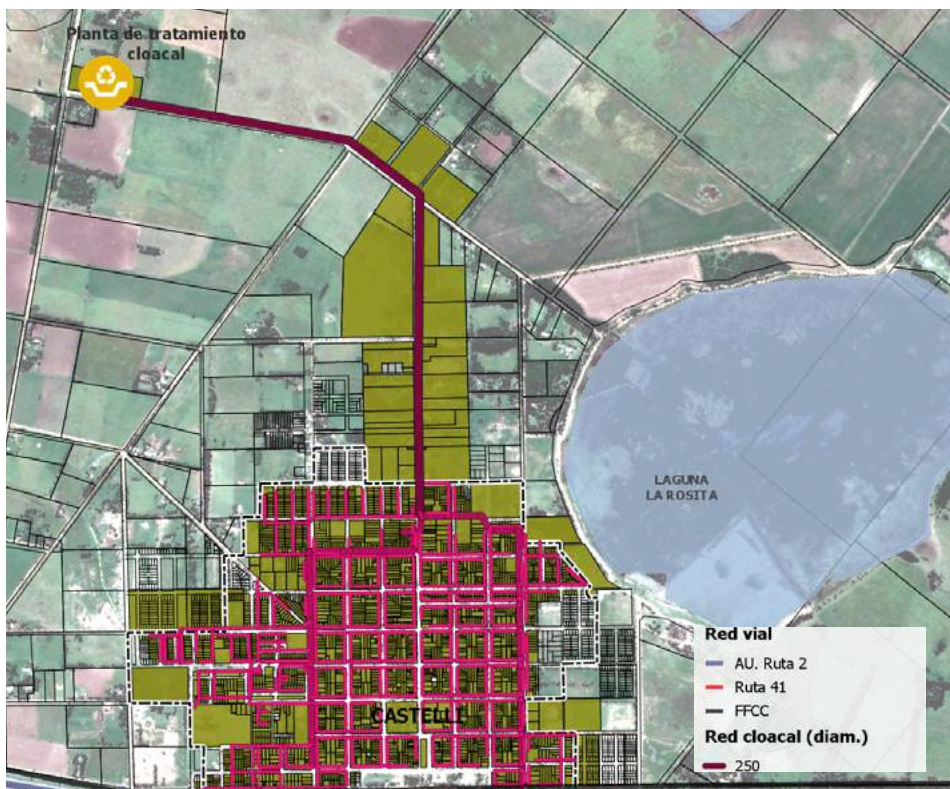 Planta de tratamiento
cloacal
LAGUNA
LA ROSITA
CASTELLI
Red vial
AU. Ruta 2
Ruta 41
FFCC
Red cloacal (diam.)
250